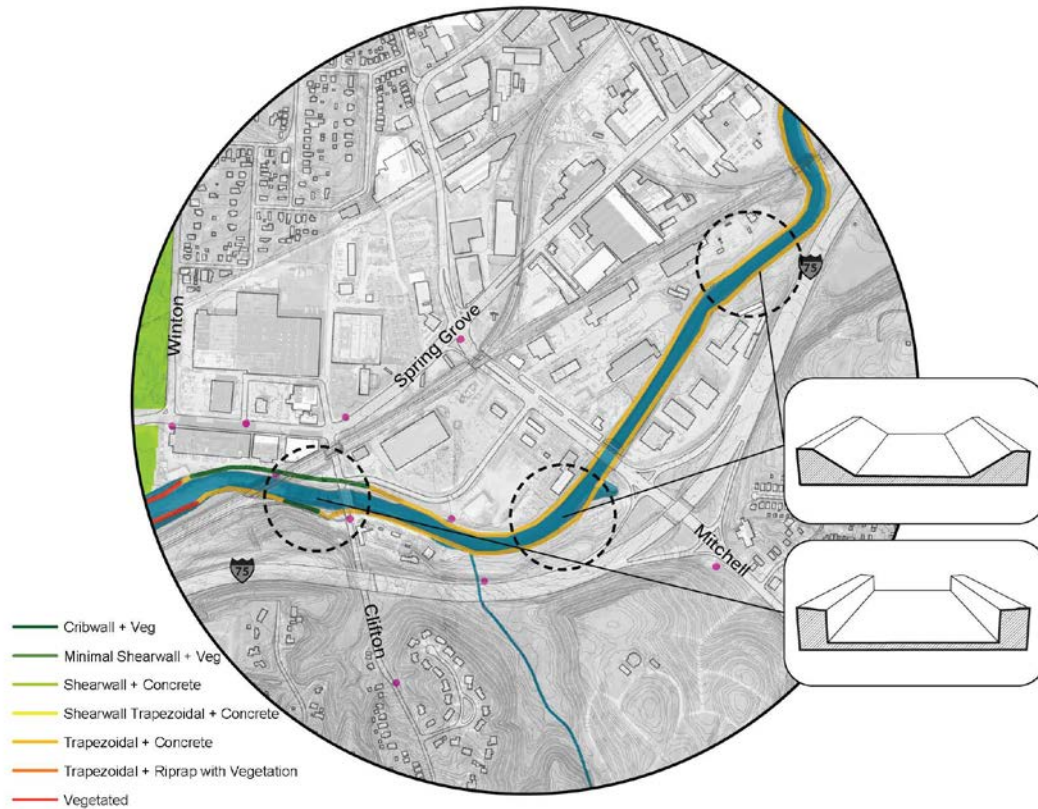 Winton
Spring Grove
75
Mitchell
75
Clifton
Cribwall + Veg
Minimal Shearwall + Veg
Shearwall + Concrete
Shearwall Trapezoidal + Concrete
Trapezoidal + Concrete
Trapezoidal + Riprap with Vegetation
Vegetated